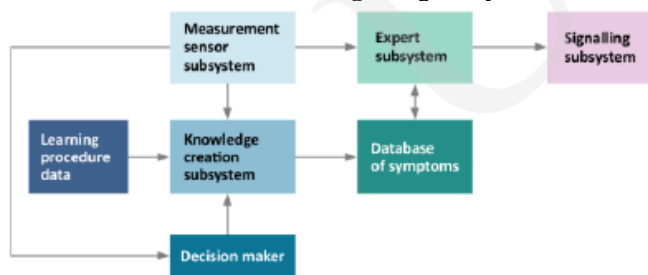 Measurement
sensor
subsystem
Expert
subsystem
Signalling
subsystem
Learning
procedure
data
Knowledge
creation
subsystem
Database
of symptoms
Decision maker